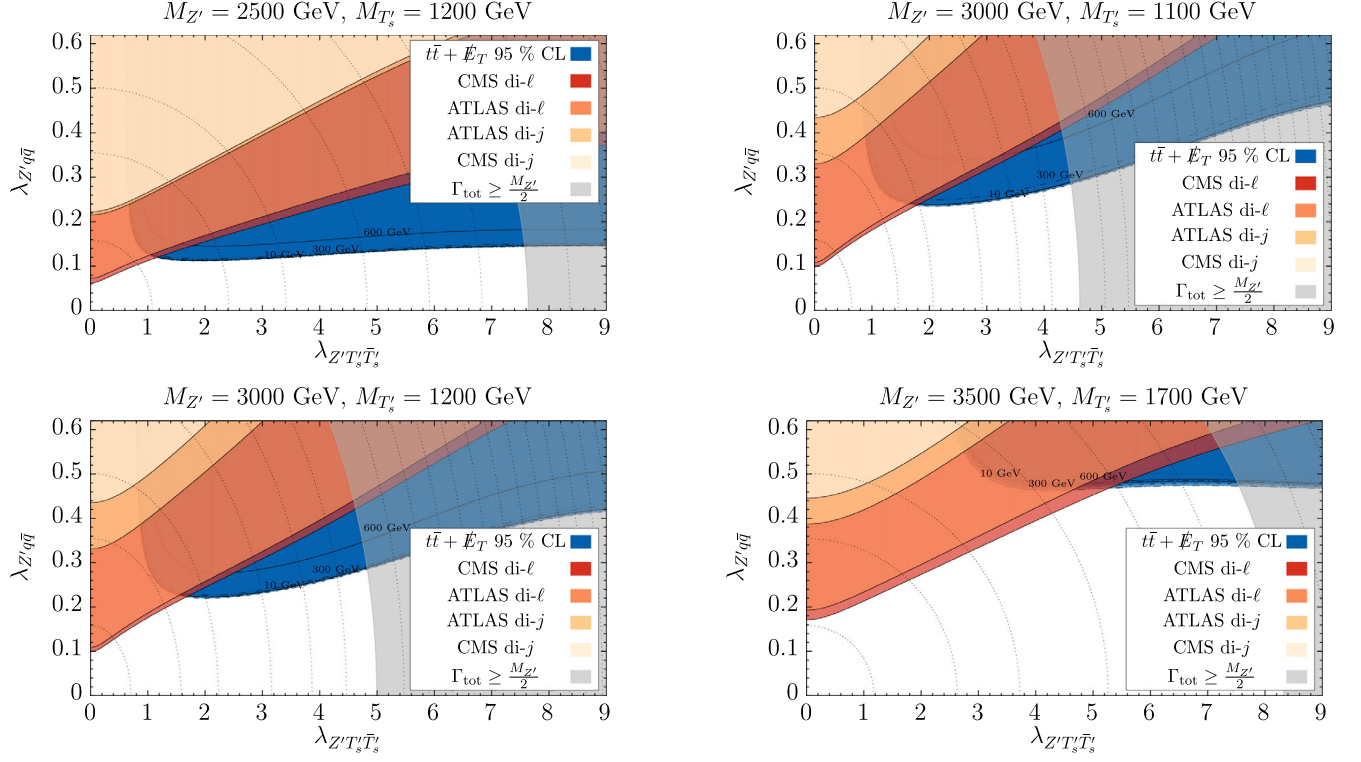 M_{Z′} = 2500 GeV, M_{T′_s} = 1200 GeV
0.6
0.5
0.4
0.3
0.2
0.1
0
λ_{Z′qq̄}
tt̄ + E̸_T 95 % CL
CMS di-ℓ
ATLAS di-ℓ
ATLAS di-j
CMS di-j
Γ_tot ≥ M_{Z′}/2
600 GeV
10 GeV
300 GeV
0 1 2 3 4 5 6 7 8 9
λ_{Z′T′_sT̄′_s}
M_{Z′} = 3000 GeV, M_{T′_s} = 1100 GeV
0.6
0.5
0.4
0.3
0.2
0.1
0
λ_{Z′qq̄}
600 GeV
300 GeV
10 GeV
tt̄ + E̸_T 95 % CL
CMS di-ℓ
ATLAS di-ℓ
ATLAS di-j
CMS di-j
Γ_tot ≥ M_{Z′}/2
0 1 2 3 4 5 6 7 8 9
λ_{Z′T′_sT̄′_s}
M_{Z′} = 3000 GeV, M_{T′_s} = 1200 GeV
0.6
0.5
0.4
0.3
0.2
0.1
0
λ_{Z′qq̄}
600 GeV
300 GeV
10 GeV
tt̄ + E̸_T 95 % CL
CMS di-ℓ
ATLAS di-ℓ
ATLAS di-j
CMS di-j
Γ_tot ≥ M_{Z′}/2
0 1 2 3 4 5 6 7 8 9
λ_{Z′T′_sT̄′_s}
M_{Z′} = 3500 GeV, M_{T′_s} = 1700 GeV
0.6
0.5
0.4
0.3
0.2
0.1
0
λ_{Z′qq̄}
10 GeV
300 GeV
600 GeV
tt̄ + E̸_T 95 % CL
CMS di-ℓ
ATLAS di-ℓ
ATLAS di-j
CMS di-j
Γ_tot ≥ M_{Z′}/2
0 1 2 3 4 5 6 7 8 9
λ_{Z′T′_sT̄′_s}